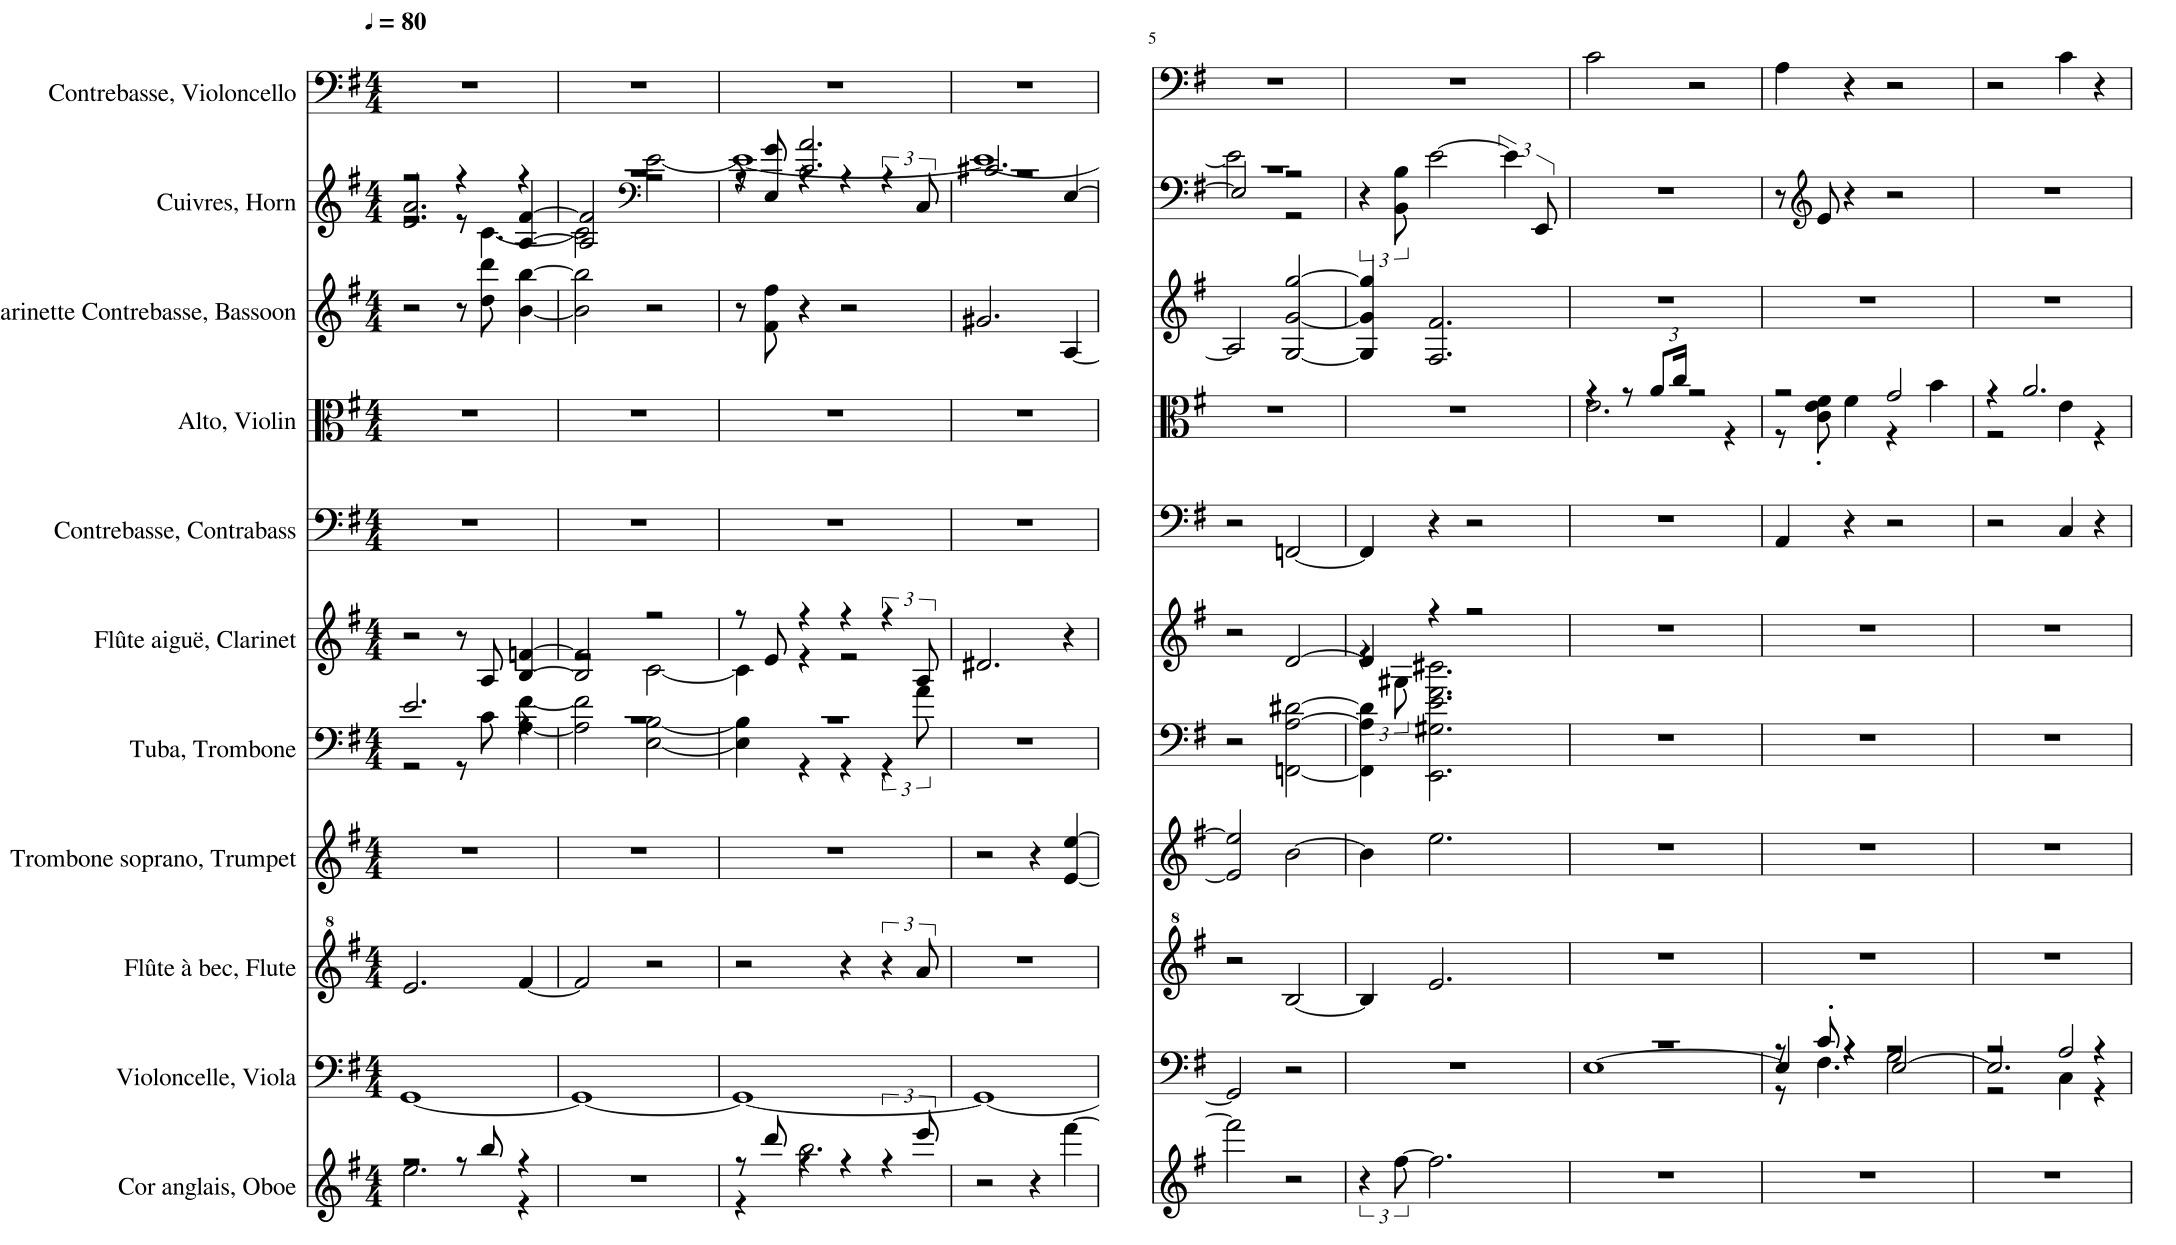 ♩ = 80
5
Contrebasse, Violoncello
Cuivres, Horn
3
3
3
arinette Contrebasse, Bassoon
3
Alto, Violin
Contrebasse, Contrabass
Flûte aiguë, Clarinet
3
3
Tuba, Trombone
3
Trombone soprano, Trumpet
8
8
Flûte à bec, Flute
3
Violoncelle, Viola
3
Cor anglais, Oboe
3